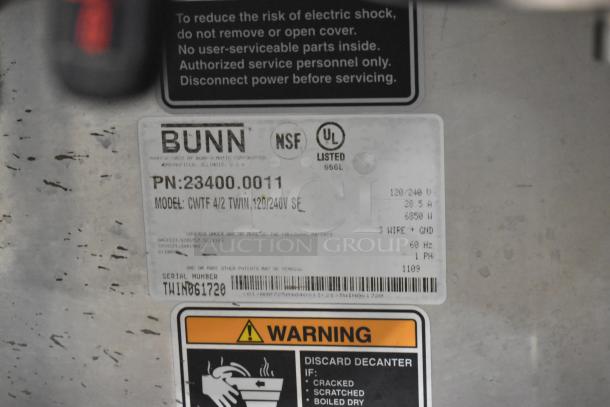 To reduce the risk of electric shock,
do not remove or open cover.
No user-serviceable parts inside.
Authorized service personnel only.
Disconnect power before servicing.
BUNN
NSF
UL
LISTED
PN:23400.0011
MODEL: CWTF 4/2 TWIN,120/240V SE
120/240 V
28.5 A
6850 W
3 WIRE + GND
60 Hz
1 PH
AUCTION GROUP
1109
SERIAL NUMBER
TWIN061720
WARNING
DISCARD DECANTER
IF:
• CRACKED
• SCRATCHED
• BOILED DRY